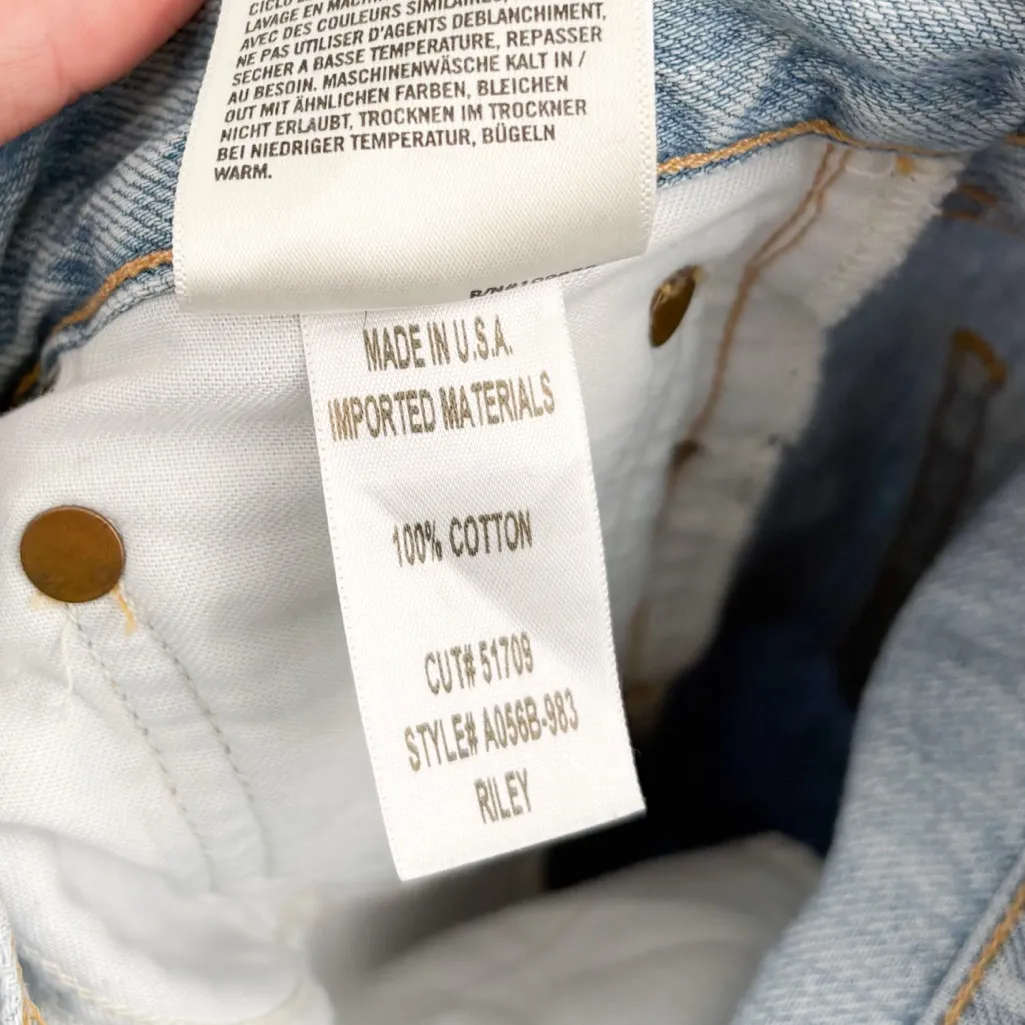 LAVAGE EN
AVEC DES COULEURS SIMILAIRES,
NE PAS UTILISER D'AGENTS DEBLANCHIMENT,
SECHER A BASSE TEMPERATURE, REPASSER
AU BESOIN. MASCHINENWÄSCHE KALT IN /
OUT MIT ÄHNLICHEN FARBEN, BLEICHEN
NICHT ERLAUBT, TROCKNEN IM TROCKNER
BEI NIEDRIGER TEMPERATUR, BÜGELN
WARM.
MADE IN U.S.A.
IMPORTED MATERIALS
100% COTTON
CUT# 51709
STYLE# A056B-983
RILEY